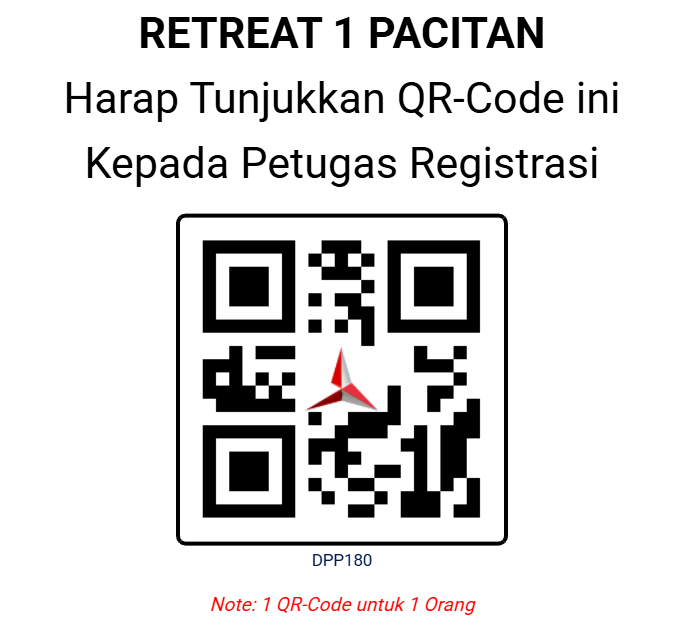 RETREAT 1 PACITAN
Harap Tunjukkan QR-Code ini
Kepada Petugas Registrasi
DPP180
Note: 1 QR-Code untuk 1 Orang